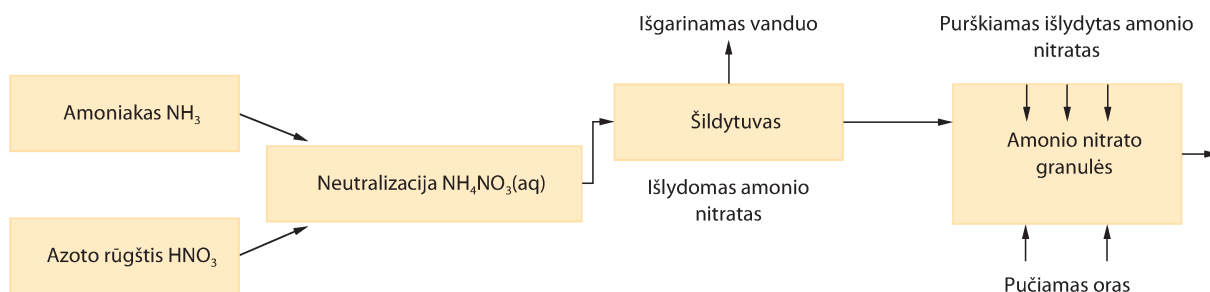 Amoniakas NH₃
Azoto rūgštis HNO₃
Neutralizacija NH₄NO₃(aq)
Išgarinamas vanduo
Šildytuvas
Išlydomas amonio
nitratas
Purškiamas išlydytas amonio
nitratas
Amonio nitrato
granulės
Pučiamas oras